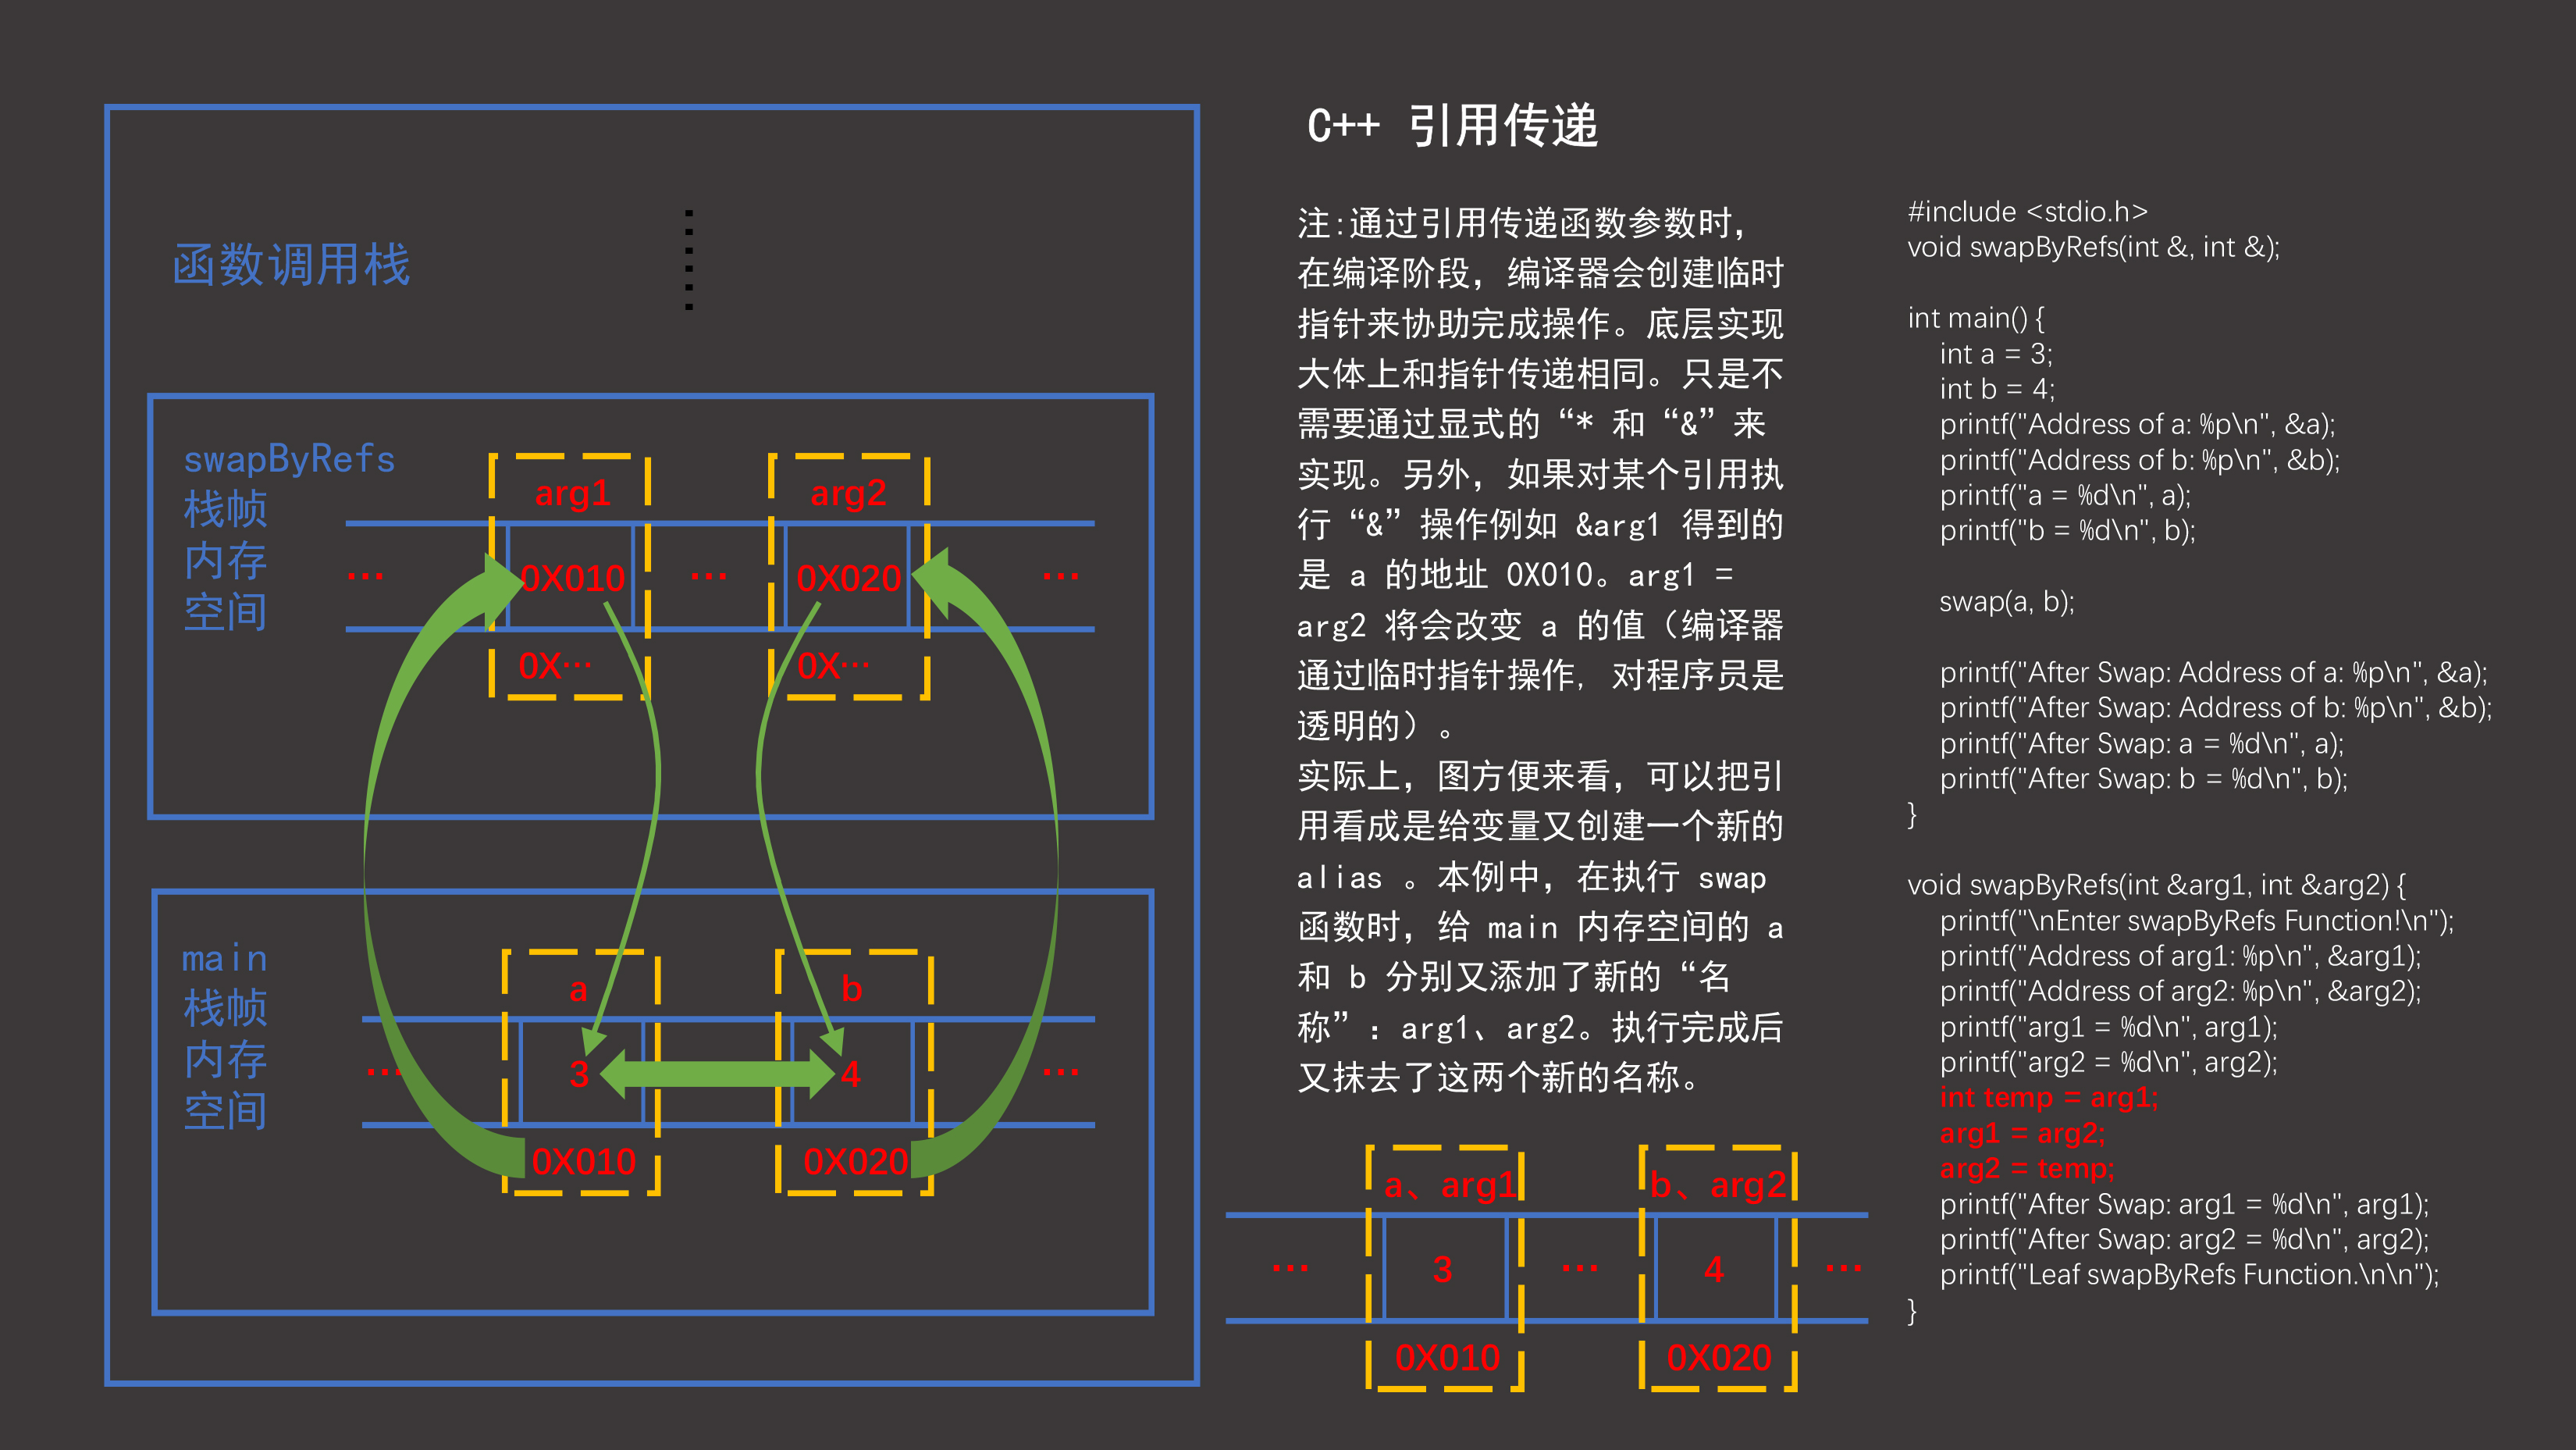 函数调用栈
swapByRefs
栈帧
内存
空间
arg1
arg2
… 0X010 … 0X020 …
0X…
0X…
main
栈帧
内存
空间
a
b
… 3 4 …
0X010
0X020
C++ 引用传递
注:通过引用传递函数参数时，
在编译阶段，编译器会创建临时
指针来协助完成操作。底层实现
大体上和指针传递相同。只是不
需要通过显式的“* 和“&”来
实现。另外，如果对某个引用执
行“&”操作例如 &arg1 得到的
是 a 的地址 0X010。arg1 =
arg2 将会改变 a 的值（编译器
通过临时指针操作, 对程序员是
透明的）。
实际上，图方便来看，可以把引
用看成是给变量又创建一个新的
alias 。本例中，在执行 swap
函数时，给 main 内存空间的 a
和 b 分别又添加了新的“名
称”：arg1、arg2。执行完成后
又抹去了这两个新的名称。
a、arg1
b、arg2
… 3 … 4 …
0X010
0X020
#include <stdio.h>
void swapByRefs(int &, int &);
int main() {
int a = 3;
int b = 4;
printf("Address of a: %p\n", &a);
printf("Address of b: %p\n", &b);
printf("a = %d\n", a);
printf("b = %d\n", b);
swap(a, b);
printf("After Swap: Address of a: %p\n", &a);
printf("After Swap: Address of b: %p\n", &b);
printf("After Swap: a = %d\n", a);
printf("After Swap: b = %d\n", b);
}
void swapByRefs(int &arg1, int &arg2) {
printf("\nEnter swapByRefs Function!\n");
printf("Address of arg1: %p\n", &arg1);
printf("Address of arg2: %p\n", &arg2);
printf("arg1 = %d\n", arg1);
printf("arg2 = %d\n", arg2);
int temp = arg1;
arg1 = arg2;
arg2 = temp;
printf("After Swap: arg1 = %d\n", arg1);
printf("After Swap: arg2 = %d\n", arg2);
printf("Leaf swapByRefs Function.\n\n");
}